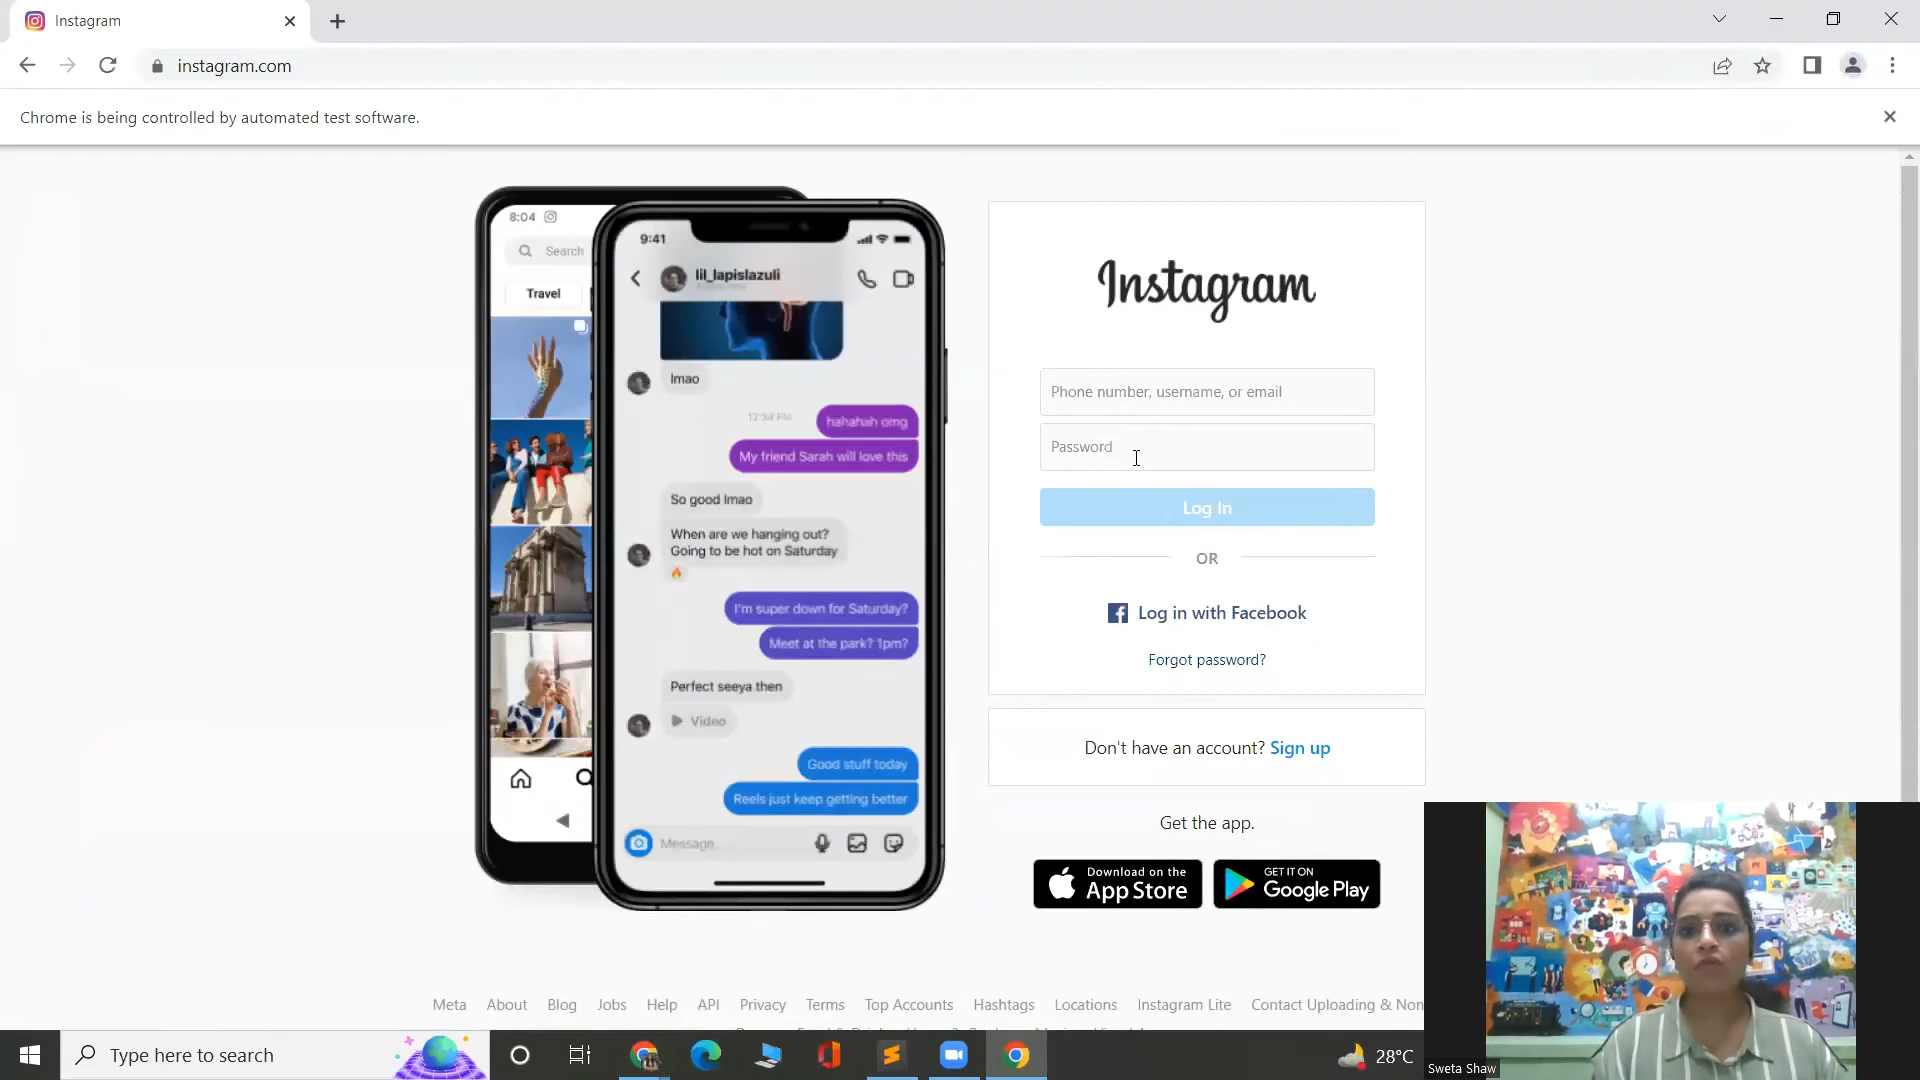 Instagram
instagram.com
Chrome is being controlled by automated test software.
8:04
Search
Travel
9:41
lil_lapislazuli
lmao
12:34 PM
hahahah omg
My friend Sarah will love this
So good lmao
When are we hanging out?
Going to be hot on Saturday
I'm super down for Saturday?
Meet at the park? 1pm?
Perfect seeya then
Video
Good stuff today
Reels just keep getting better
Message...
Instagram
Phone number, username, or email
Password
Log In
OR
Log in with Facebook
Forgot password?
Don't have an account? Sign up
Get the app.
Download on the
App Store
GET IT ON
Google Play
Meta About Blog Jobs Help API Privacy Terms Top Accounts Hashtags Locations Instagram Lite Contact Uploading & Non
Type here to search
28°C
Sweta Shaw